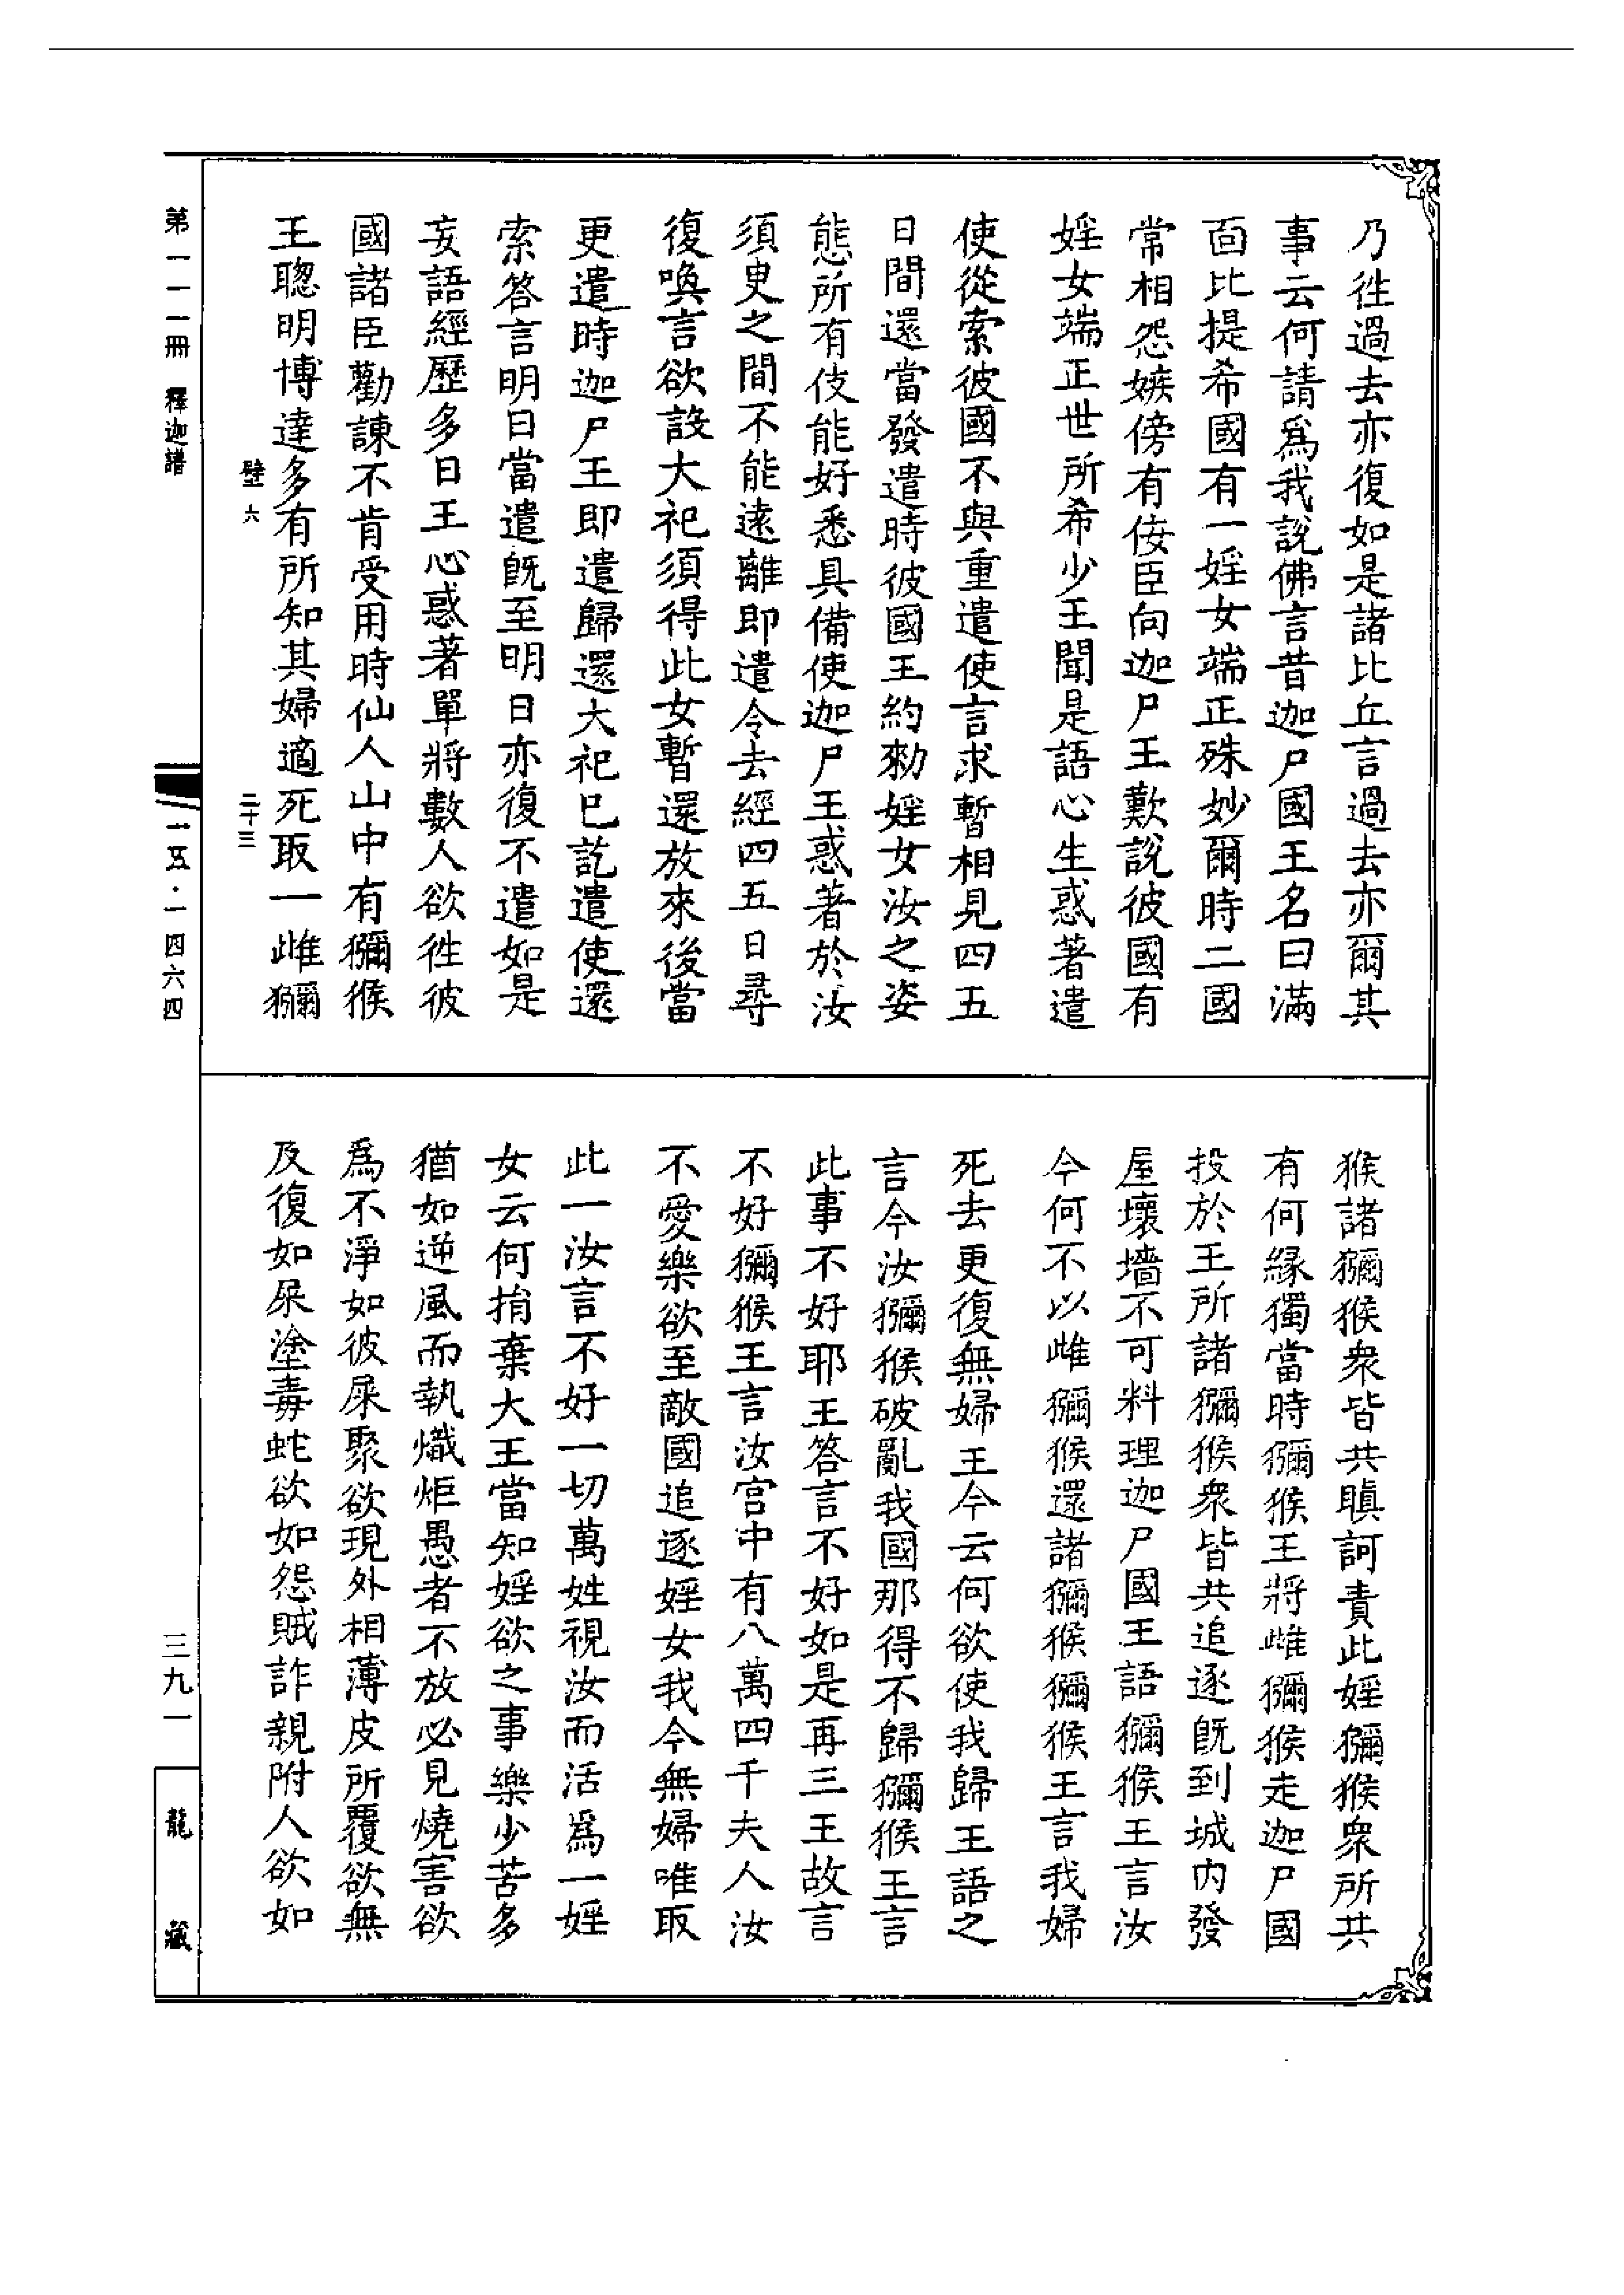 乃徃過去亦復如是諸比丘言過去亦爾其
事云何請爲我說佛言昔迦尸國王名曰滿
面比提希國有一婬女端正殊妙爾時二國
常相怨嫉傍有侫臣向迦尸王歎說彼國有
婬女端正世所希少王聞是語心生惑著遣
使從索彼國不與重遣使言求暫相見四五
日間還當發遣時彼國王約勑婬女汝之姿
態所有伎能好悉具備使迦尸王惑著於汝
須臾之間不能遠離即遣令去經四五日尋
復喚言欲設大祀須得此女暫還放來後當
更遣時迦尸王即遣歸還大祀已訖遣使還
索答言明日當遣旣至明日亦復不遣如是
妄語經歷多日王心惑著單將數人欲徃彼
國諸臣勸諫不肯受用時仙人山中有獼猴
王聰明博達多有所知其婦適死取一雌獼
壁六
二十三
猴諸獼猴衆皆共瞋訶責此婬獼猴衆所共
有何緣獨當時獼猴王將雌獼猴走迦尸國
投於王所諸獼猴衆皆共追逐旣到城内發
屋壞墻不可料理迦尸國王語獼猴王言汝
今何不以雌獼猴還諸獼猴獼猴王言我婦
死去更復無婦王今云何欲使我歸王語之
言今汝獼猴破亂我國那得不歸獼猴王言
此事不好耶王答言不好如是再三王故言
不好獼猴王言汝宫中有八萬四千夫人汝
不愛樂欲至敵國追逐婬女我今無婦唯取
此一汝言不好一切萬姓視汝而活爲一婬
女云何捐棄大王當知婬欲之事樂少苦多
猶如逆風而執熾炬愚者不放必見燒害欲
爲不淨如彼屎聚欲現外相薄皮所覆欲無
反復如屎塗毒蛇欲如怨賊詐親附人欲如
第一一一冊 釋迦譜
一五·一四六四
三九一
龍藏